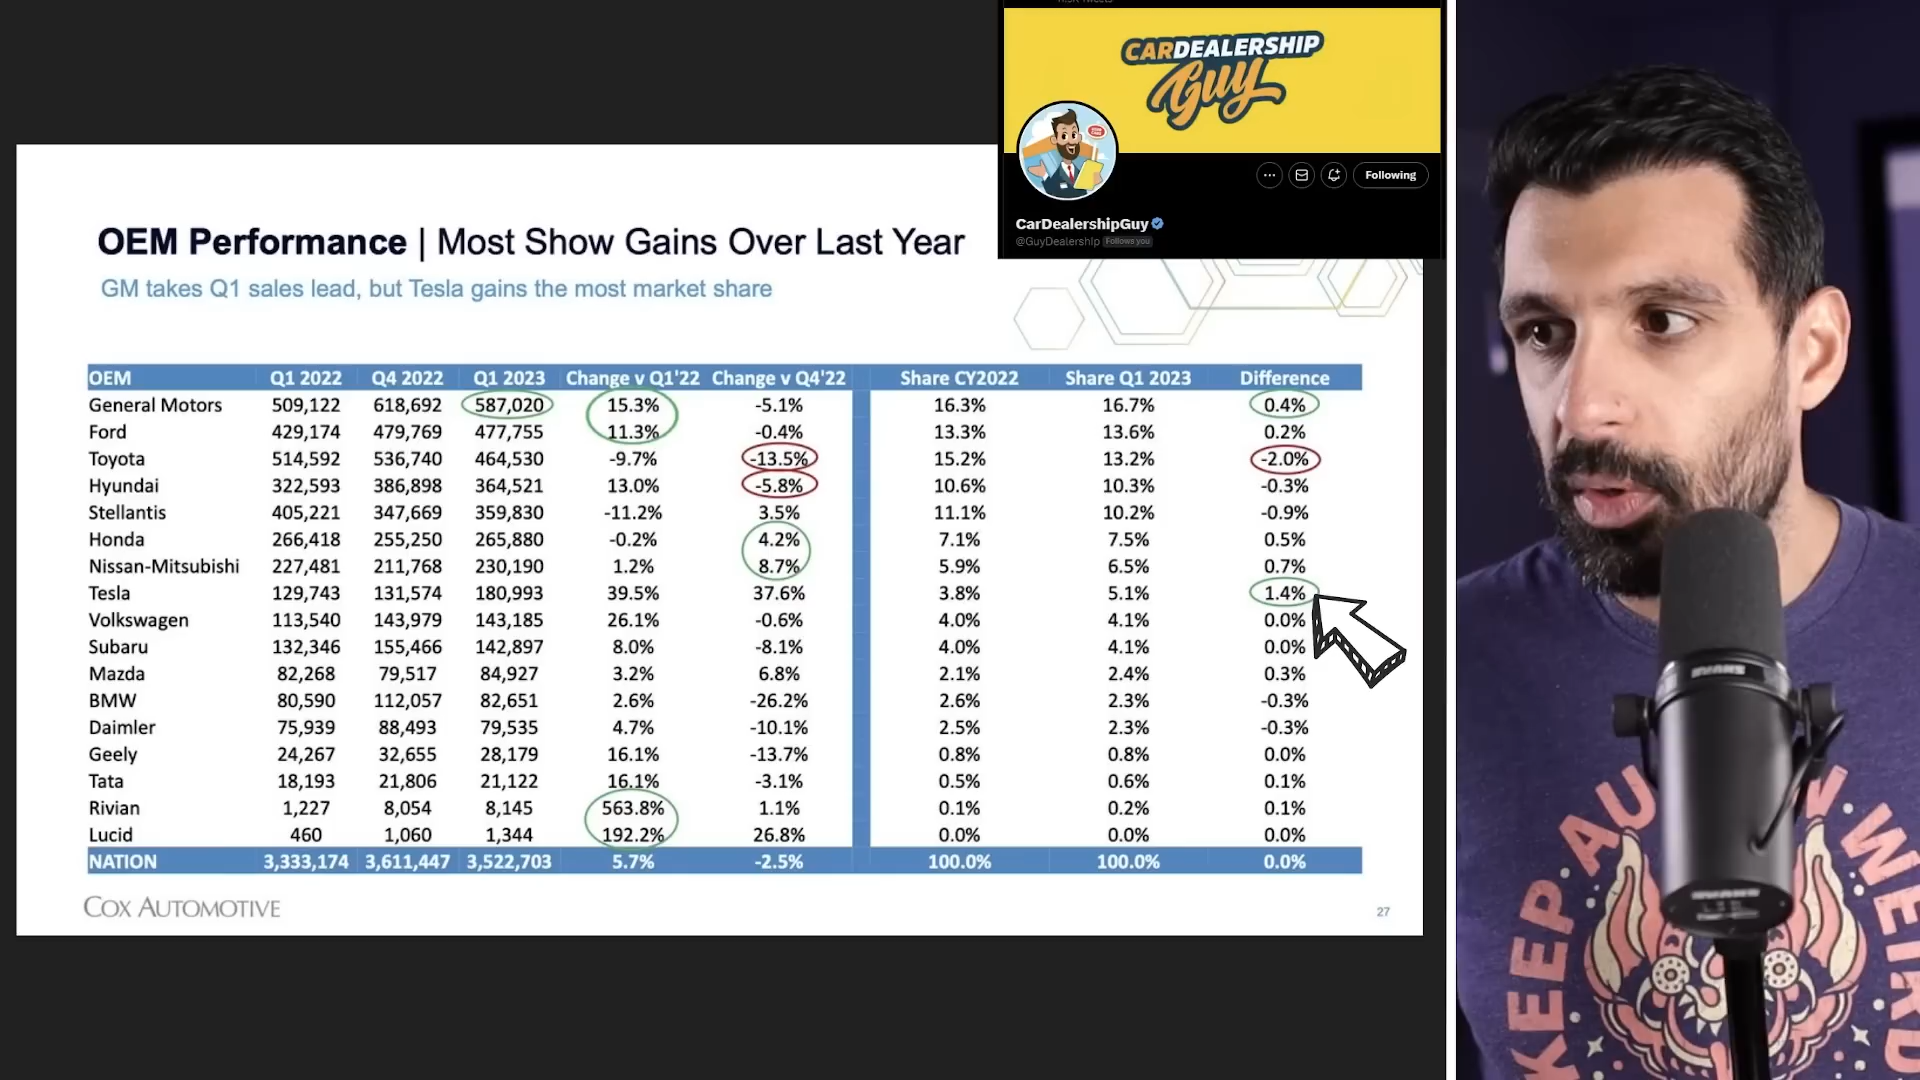 CARDEALERSHIP
Guy
Following
CarDealershipGuy
@GuyDealership Follows you
OEM Performance | Most Show Gains Over Last Year
GM takes Q1 sales lead, but Tesla gains the most market share
OEM Q1 2022 Q4 2022 Q1 2023 Change v Q1'22 Change v Q4'22 Share CY2022 Share Q1 2023 Difference
General Motors 509,122 618,692 587,020 15.3% -5.1% 16.3% 16.7% 0.4%
Ford 429,174 479,769 477,755 11.3% -0.4% 13.3% 13.6% 0.2%
Toyota 514,592 536,740 464,530 -9.7% -13.5% 15.2% 13.2% -2.0%
Hyundai 322,593 386,898 364,521 13.0% -5.8% 10.6% 10.3% -0.3%
Stellantis 405,221 347,669 359,830 -11.2% 3.5% 11.1% 10.2% -0.9%
Honda 266,418 255,250 265,880 -0.2% 4.2% 7.1% 7.5% 0.5%
Nissan-Mitsubishi 227,481 211,768 230,190 1.2% 8.7% 5.9% 6.5% 0.7%
Tesla 129,743 131,574 180,993 39.5% 37.6% 3.8% 5.1% 1.4%
Volkswagen 113,540 143,979 143,185 26.1% -0.6% 4.0% 4.1% 0.0%
Subaru 132,346 155,466 142,897 8.0% -8.1% 4.0% 4.1% 0.0%
Mazda 82,268 79,517 84,927 3.2% 6.8% 2.1% 2.4% 0.3%
BMW 80,590 112,057 82,651 2.6% -26.2% 2.6% 2.3% -0.3%
Daimler 75,939 88,493 79,535 4.7% -10.1% 2.5% 2.3% -0.3%
Geely 24,267 32,655 28,179 16.1% -13.7% 0.8% 0.8% 0.0%
Tata 18,193 21,806 21,122 16.1% -3.1% 0.5% 0.6% 0.1%
Rivian 1,227 8,054 8,145 563.8% 1.1% 0.1% 0.2% 0.1%
Lucid 460 1,060 1,344 192.2% 26.8% 0.0% 0.0% 0.0%
NATION 3,333,174 3,611,447 3,522,703 5.7% -2.5% 100.0% 100.0% 0.0%
COX AUTOMOTIVE
27
KEEP AU WEIRD